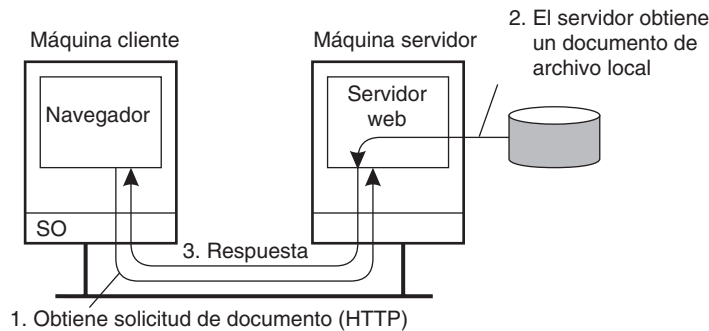 Máquina cliente
Máquina servidor
2. El servidor obtiene
un documento de
archivo local
Navegador
Servidor
web
SO
3. Respuesta
1. Obtiene solicitud de documento (HTTP)